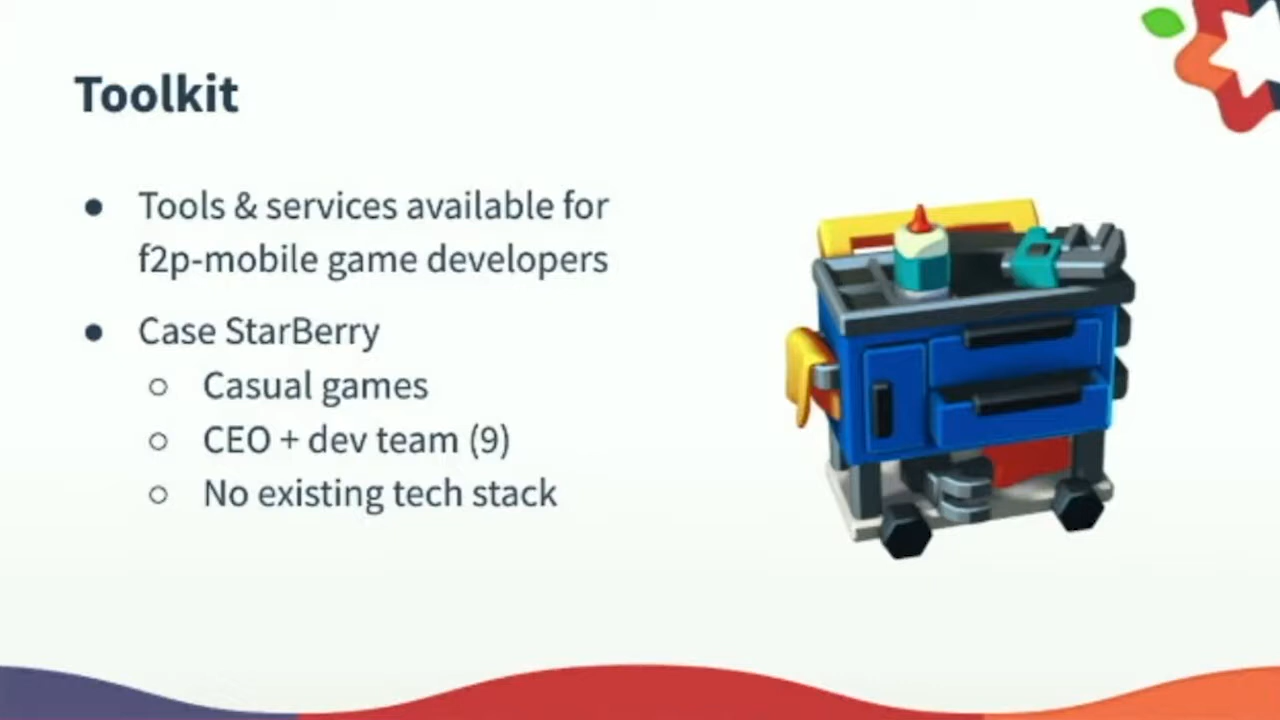 Toolkit
● Tools & services available for
f2p-mobile game developers
● Case StarBerry
○ Casual games
○ CEO + dev team (9)
○ No existing tech stack